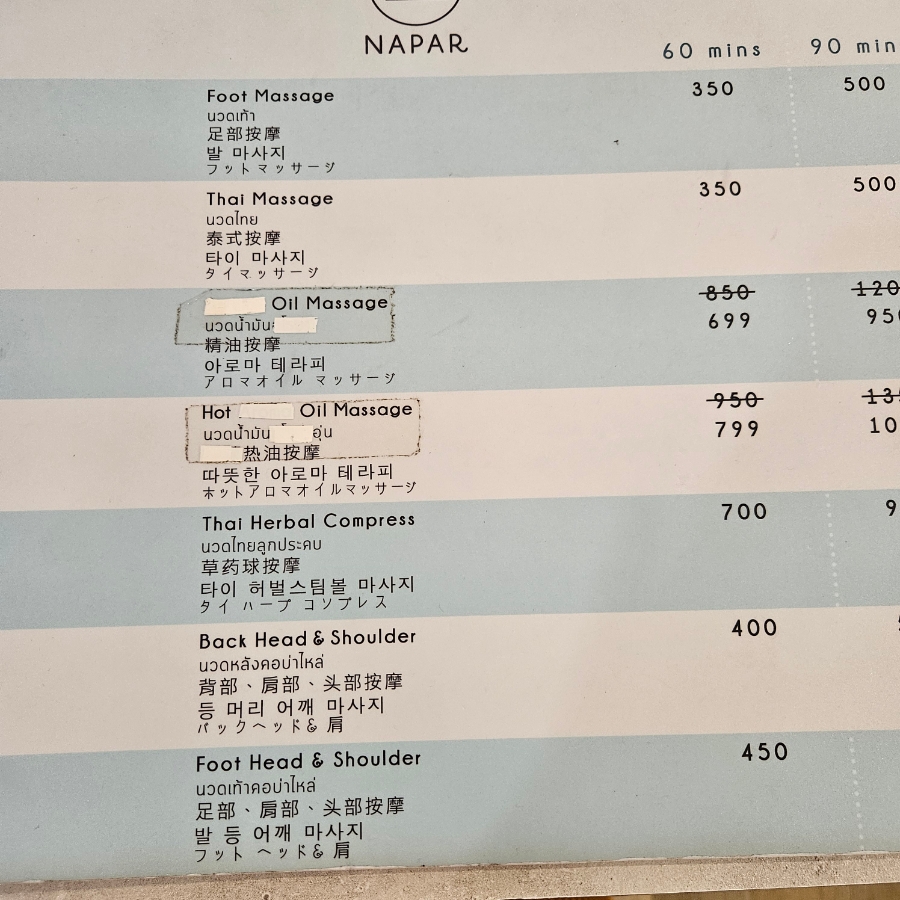 NAPAR
60 mins 90 min
Foot Massage 350 500
นวดเท้า
足部按摩
발 마사지
フットマッサージ
Thai Massage 350 500
นวดไทย
泰式按摩
타이 마사지
タイマッサージ
Oil Massage 850 120
นวดน้ำมัน 699 950
精油按摩
아로마 테라피
アロマオイル マッサージ
Hot Oil Massage 950 135
นวดน้ำมัน อุ่น 799 10
热油按摩
따뜻한 아로마 테라피
ホットアロマオイルマッサージ
Thai Herbal Compress 700 9
นวดไทยลูกประคบ
草药球按摩
타이 허벌스팀볼 마사지
タイ ハーブ コンプレス
Back Head & Shoulder 400
นวดหลังคอบ่าไหล่
背部、肩部、头部按摩
등 머리 어깨 마사지
バックヘッド& 肩
Foot Head & Shoulder 450
นวดเท้าคอบ่าไหล่
足部、肩部、头部按摩
발 등 어깨 마사지
フット ヘッド& 肩